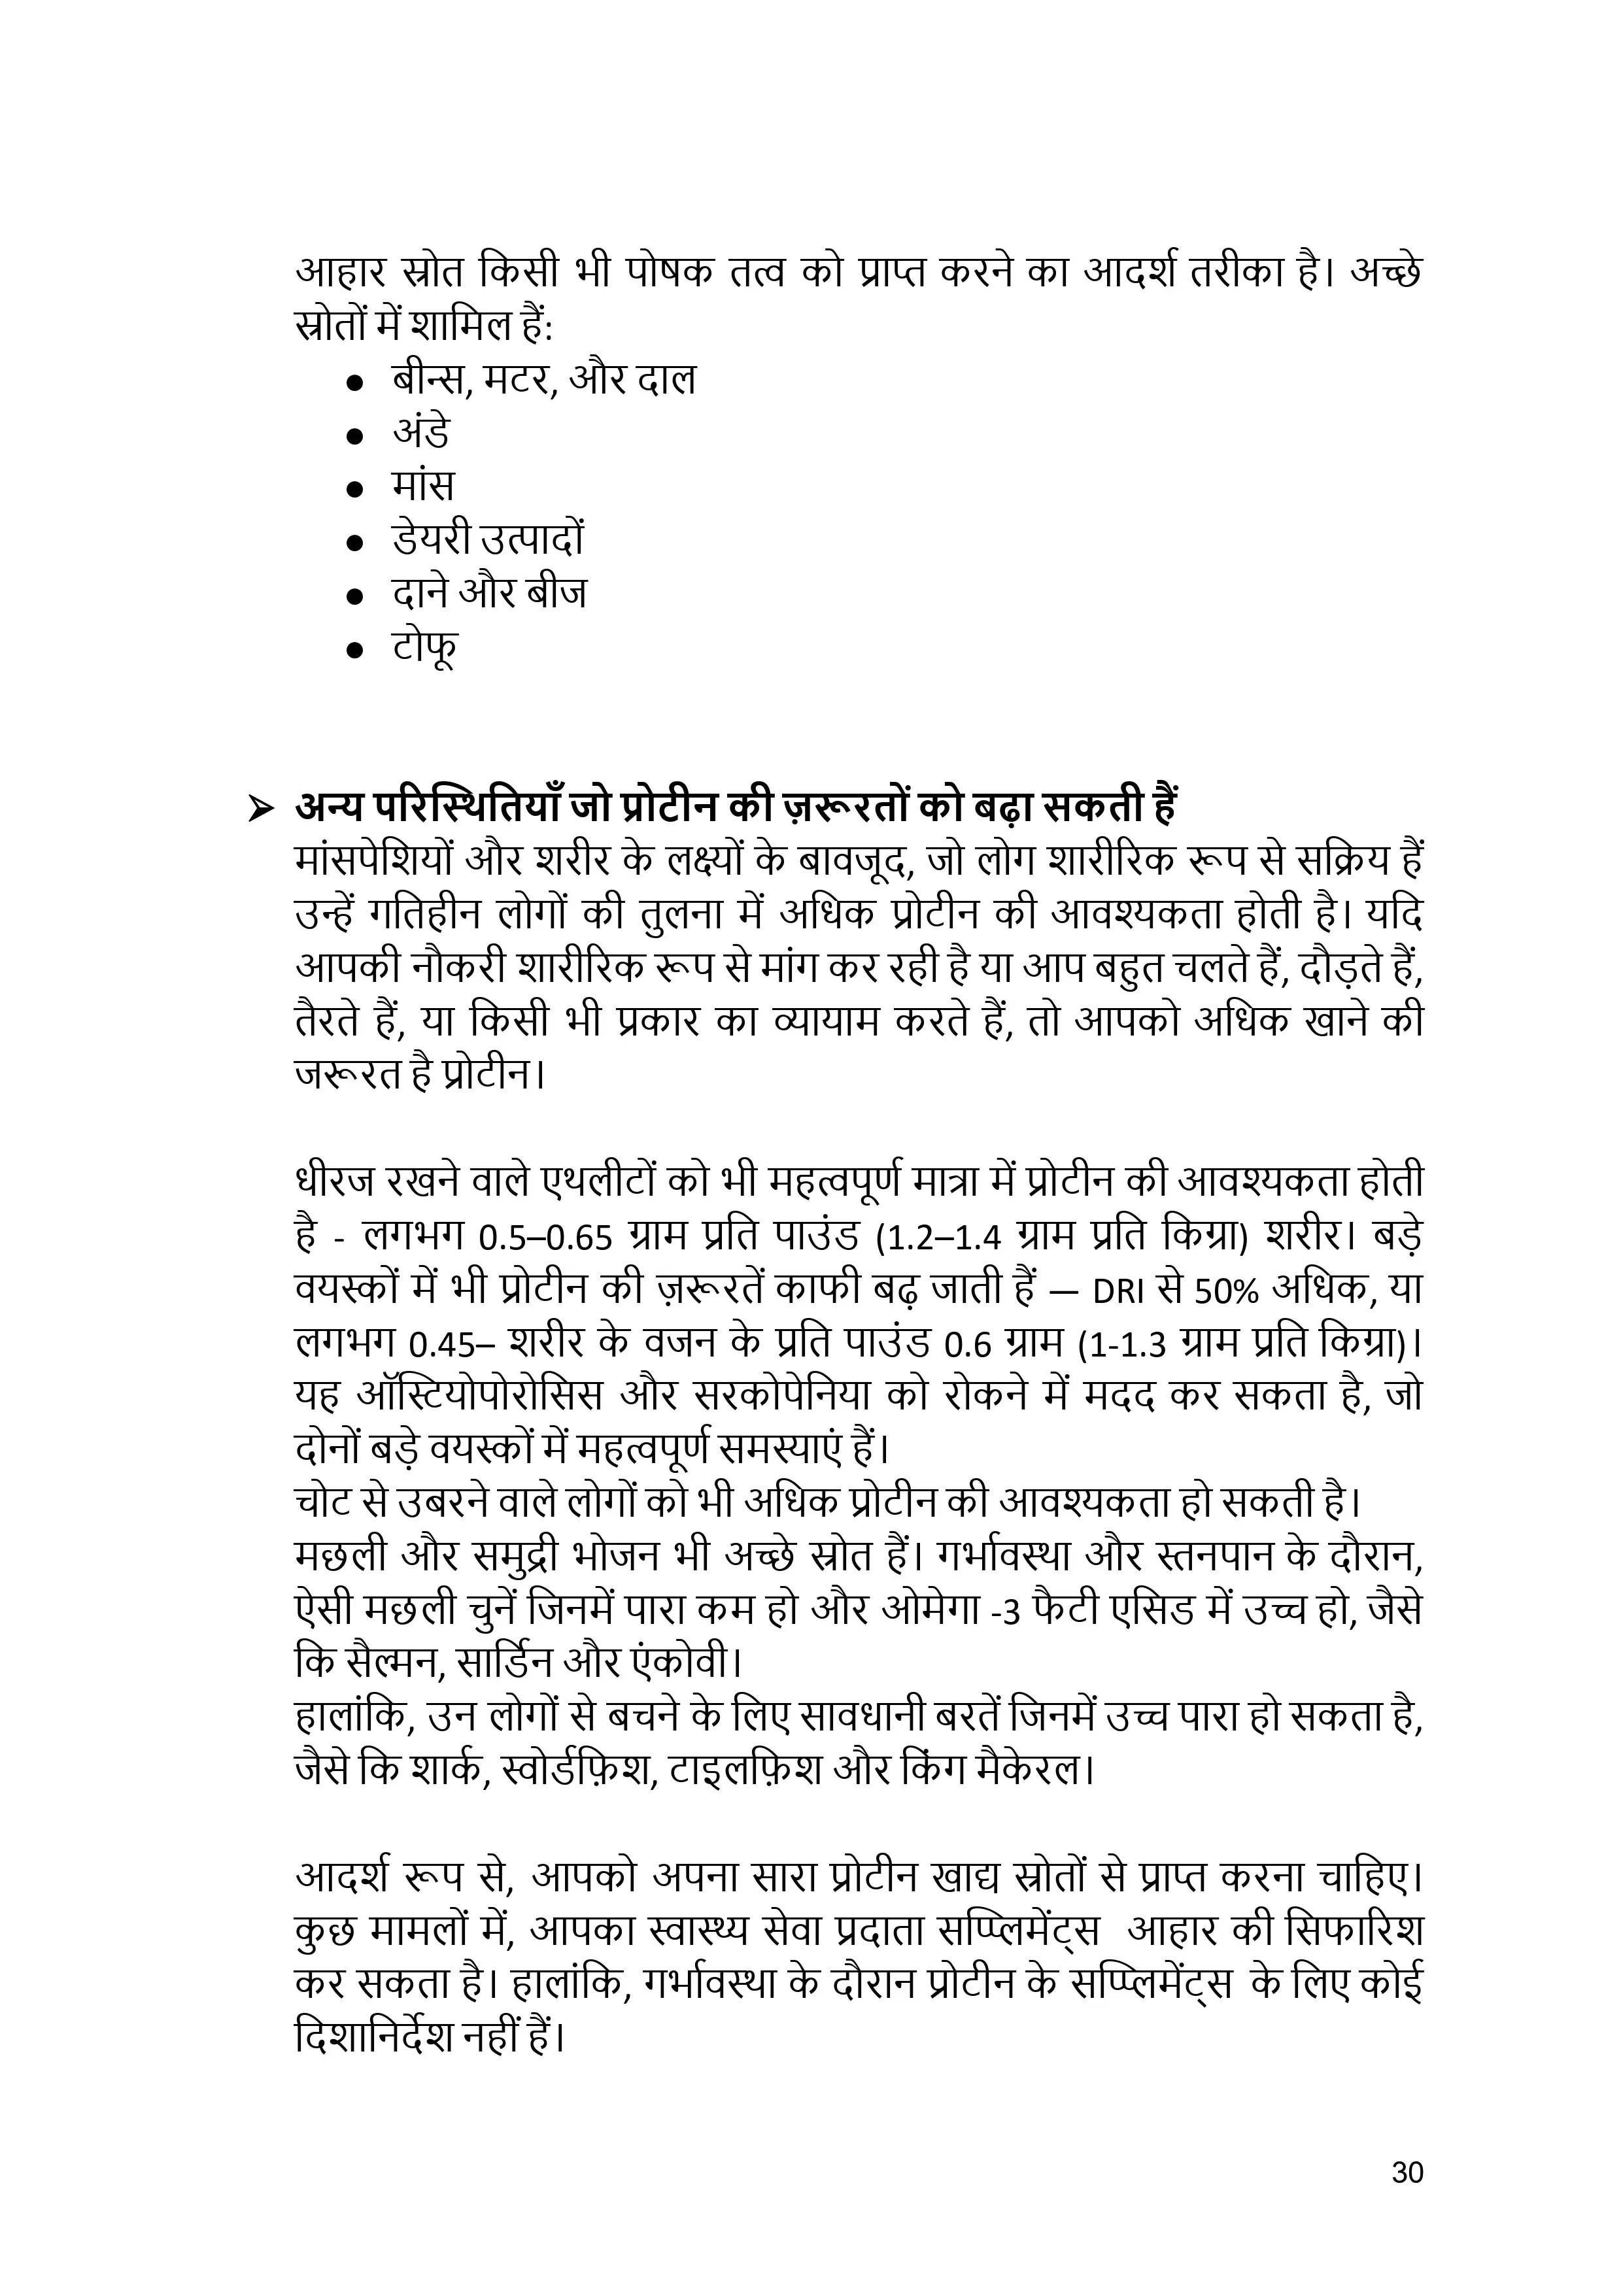 आहार स्रोत किसी भी पोषक तत्व को प्राप्त करने का आदर्श तरीका है। अच्छे
स्रोतों में शामिल हैं:
● बीन्स, मटर, और दाल
● अंडे
● मांस
● डेयरी उत्पादों
● दाने और बीज
● टोफू
➢ अन्य परिस्थितियाँ जो प्रोटीन की ज़रूरतों को बढ़ा सकती हैं
मांसपेशियों और शरीर के लक्ष्यों के बावजूद, जो लोग शारीरिक रूप से सक्रिय हैं
उन्हें गतिहीन लोगों की तुलना में अधिक प्रोटीन की आवश्यकता होती है। यदि
आपकी नौकरी शारीरिक रूप से मांग कर रही है या आप बहुत चलते हैं, दौड़ते हैं,
तैरते हैं, या किसी भी प्रकार का व्यायाम करते हैं, तो आपको अधिक खाने की
जरूरत है प्रोटीन।
धीरज रखने वाले एथलीटों को भी महत्वपूर्ण मात्रा में प्रोटीन की आवश्यकता होती
है - लगभग 0.5–0.65 ग्राम प्रति पाउंड (1.2–1.4 ग्राम प्रति किग्रा) शरीर। बड़े
वयस्कों में भी प्रोटीन की ज़रूरतें काफी बढ़ जाती हैं — DRI से 50% अधिक, या
लगभग 0.45– शरीर के वजन के प्रति पाउंड 0.6 ग्राम (1-1.3 ग्राम प्रति किग्रा)।
यह ऑस्टियोपोरोसिस और सरकोपेनिया को रोकने में मदद कर सकता है, जो
दोनों बड़े वयस्कों में महत्वपूर्ण समस्याएं हैं।
चोट से उबरने वाले लोगों को भी अधिक प्रोटीन की आवश्यकता हो सकती है।
मछली और समुद्री भोजन भी अच्छे स्रोत हैं। गर्भावस्था और स्तनपान के दौरान,
ऐसी मछली चुनें जिनमें पारा कम हो और ओमेगा -3 फैटी एसिड में उच्च हो, जैसे
कि सैल्मन, सार्डिन और एंकोवी।
हालांकि, उन लोगों से बचने के लिए सावधानी बरतें जिनमें उच्च पारा हो सकता है,
जैसे कि शार्क, स्वोर्डफ़िश, टाइलफ़िश और किंग मैकेरल।
आदर्श रूप से, आपको अपना सारा प्रोटीन खाद्य स्रोतों से प्राप्त करना चाहिए।
कुछ मामलों में, आपका स्वास्थ्य सेवा प्रदाता सप्प्लिमेंट्स आहार की सिफारिश
कर सकता है। हालांकि, गर्भावस्था के दौरान प्रोटीन के सप्प्लिमेंट्स के लिए कोई
दिशानिर्देश नहीं हैं।
30